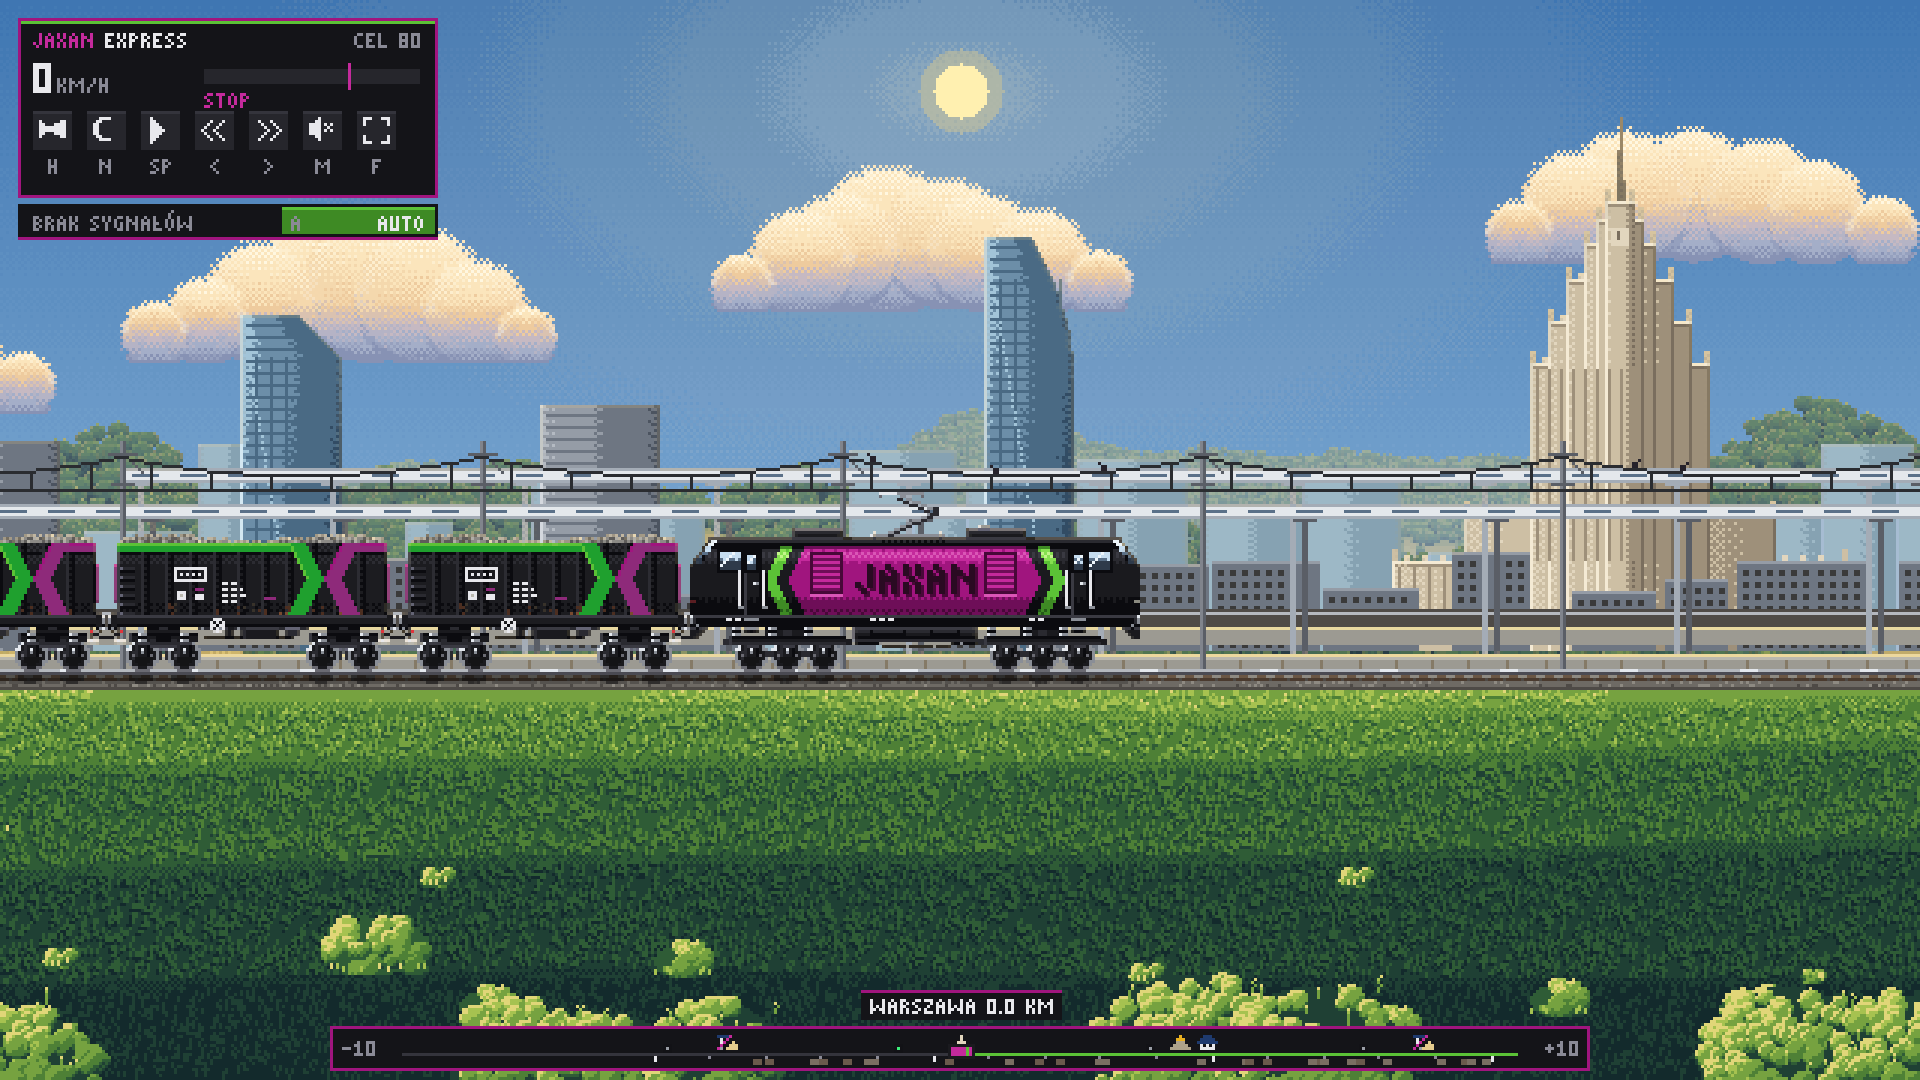 JAXAN EXPRESS CEL 80
0 KM/H
STOP
H N SP < > M F
BRAK SYGNAŁÓW A AUTO
JAXAN
WARSZAWA 0.0 KM
-10 +10